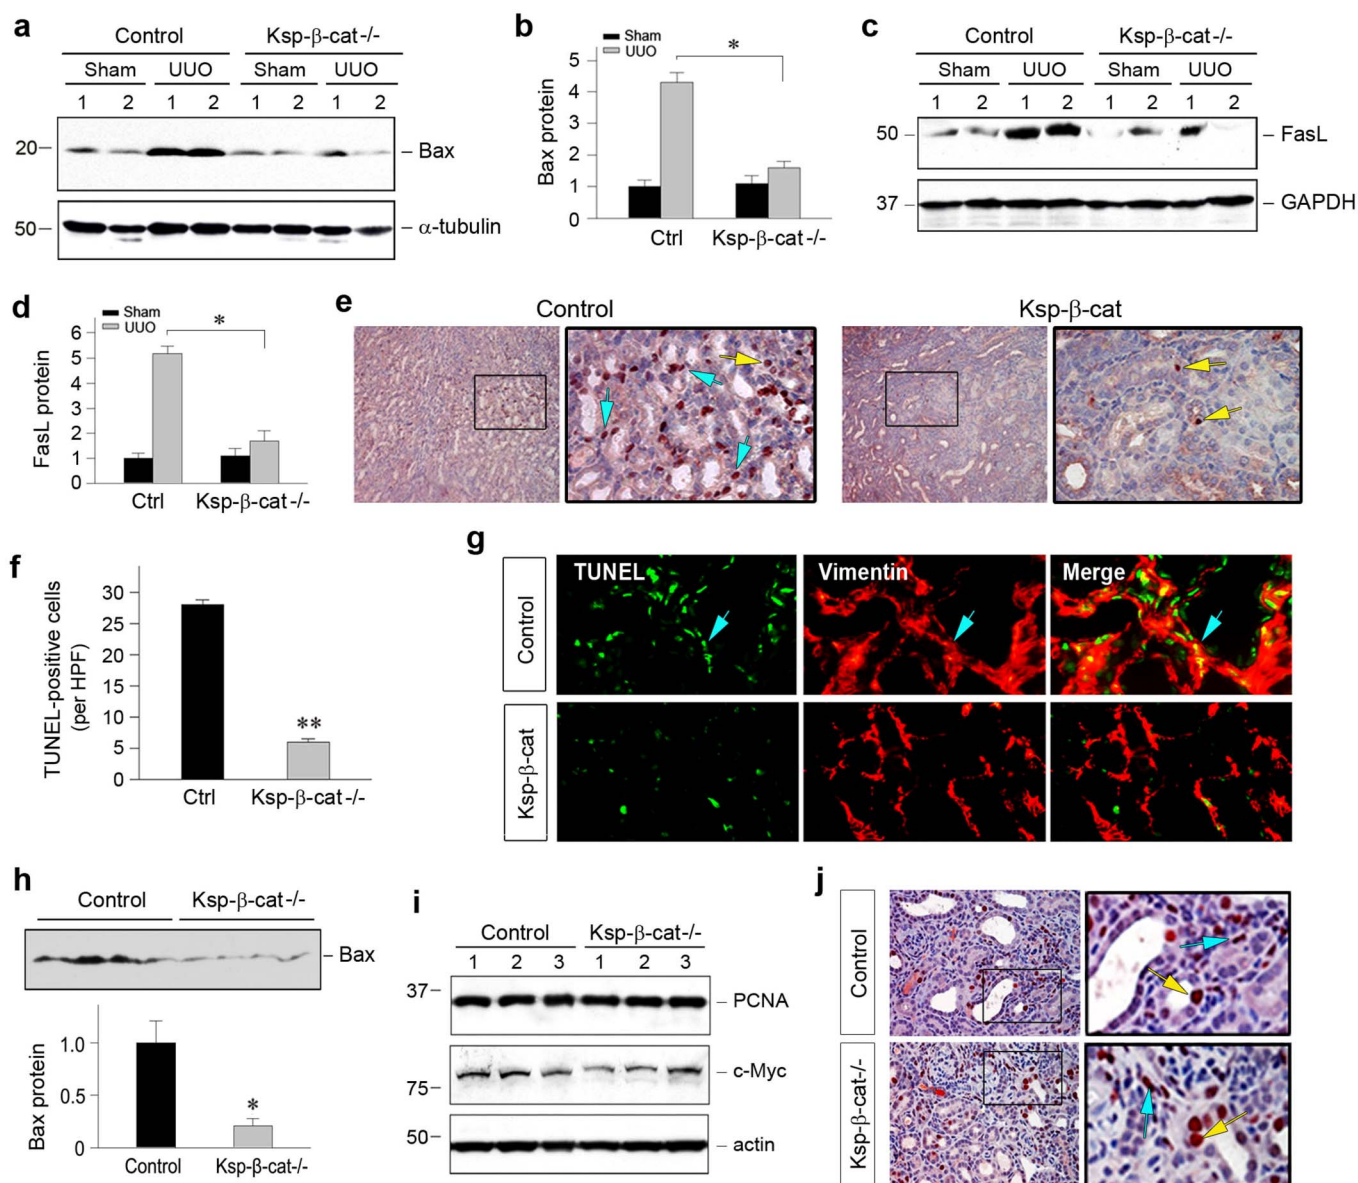 a
Control Ksp-β-cat-/-
Sham UUO Sham UUO
1 2 1 2 1 2 1 2
20 – – Bax
50 – – α-tubulin
b
Sham
UUO
*
5
4
3
2
1
0
Bax protein
Ctrl Ksp-β-cat-/-
c
Control Ksp-β-cat-/-
Sham UUO Sham UUO
1 2 1 2 1 2 1 2
50 – – FasL
37 – – GAPDH
d
Sham
UUO
*
6
5
4
3
2
1
0
FasL protein
Ctrl Ksp-β-cat-/-
e
Control Ksp-β-cat
f
30
25
20
15
10
5
0
TUNEL-positive cells
(per HPF)
**
Ctrl Ksp-β-cat-/-
g
TUNEL Vimentin Merge
Control
Ksp-β-cat
h
Control Ksp-β-cat-/-
– Bax
1.0
0.5
0
Bax protein
*
Control Ksp-β-cat-/-
i
Control Ksp-β-cat-/-
1 2 3 1 2 3
37 – – PCNA
– c-Myc
75 –
50 – – actin
j
Control
Ksp-β-cat-/-